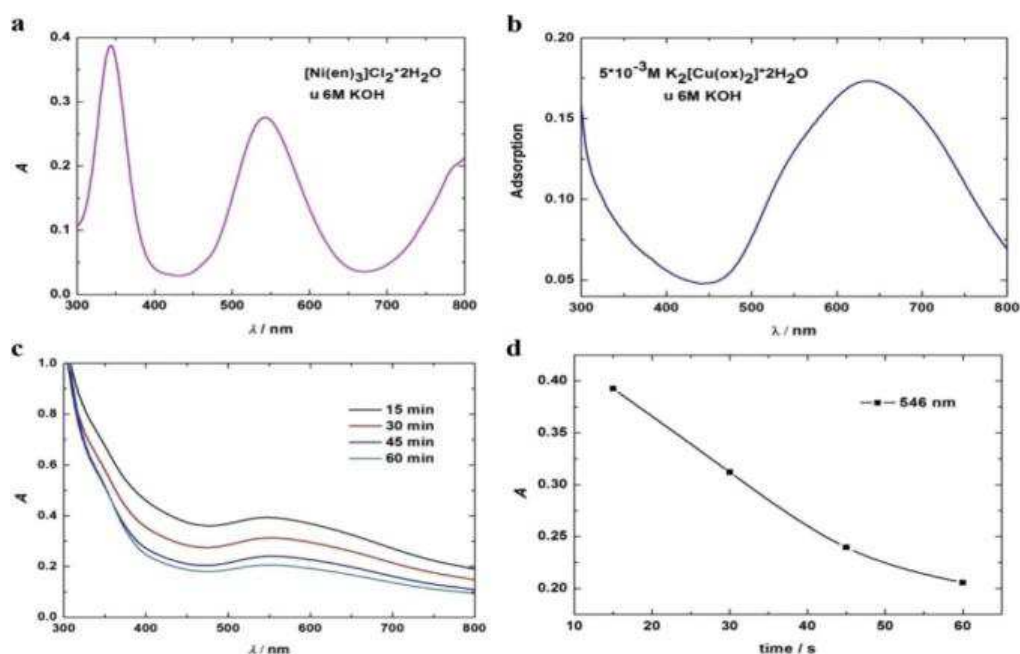 a
[Ni(en)3]Cl2*2H2O
u 6M KOH
A
0.4
0.3
0.2
0.1
0.0
300 400 500 600 700 800
λ / nm
b
5*10⁻³M K2[Cu(ox)2]*2H2O
u 6M KOH
Adsorption
0.20
0.15
0.10
0.05
300 400 500 600 700 800
λ / nm
c
15 min
30 min
45 min
60 min
A
1.0
0.8
0.6
0.4
0.2
0.0
300 400 500 600 700 800
λ / nm
d
546 nm
A
0.40
0.35
0.30
0.25
0.20
10 20 30 40 50 60
time / s